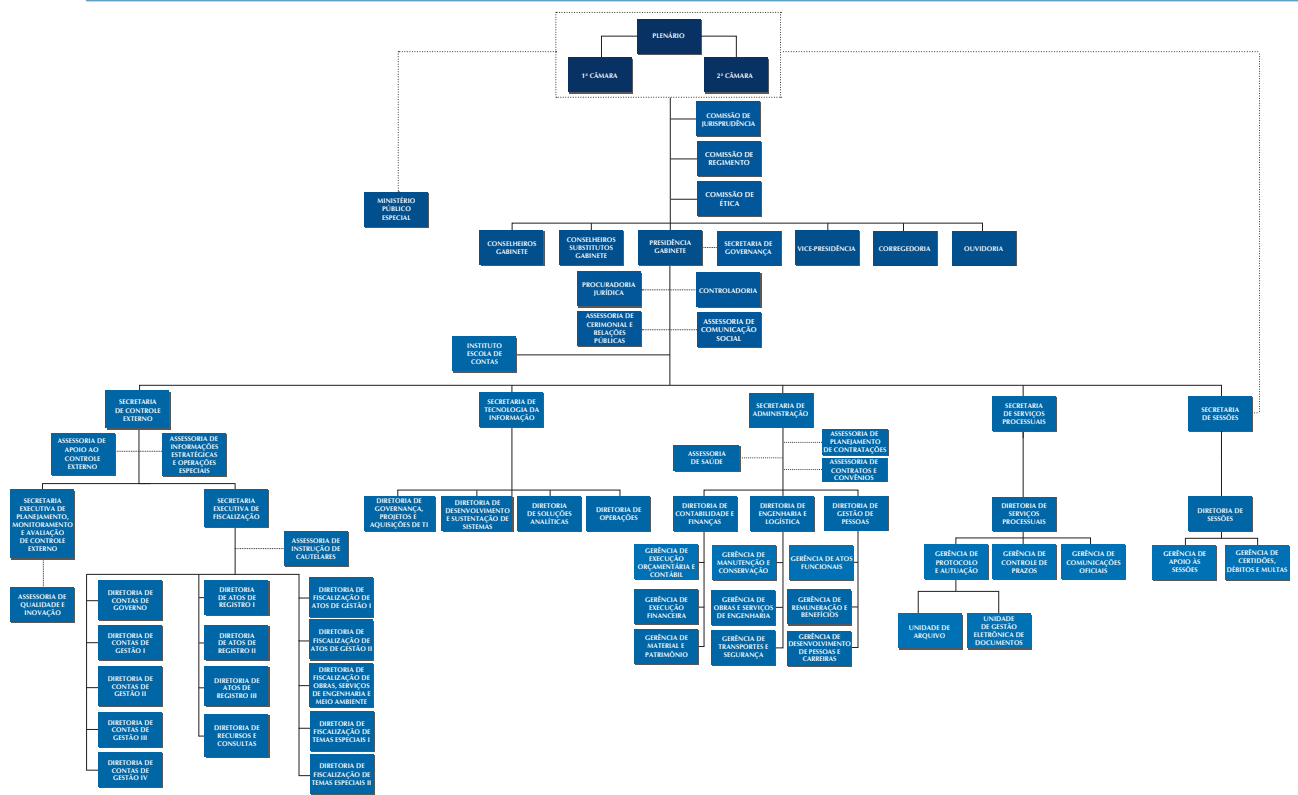 PLENÁRIO
1ª CÂMARA
2ª CÂMARA
COMISSÃO DE
JURISPRUDÊNCIA
COMISSÃO DE
REGIMENTO
COMISSÃO DE
ÉTICA
MINISTÉRIO
PÚBLICO
ESPECIAL
CONSELHEIROS
GABINETE
CONSELHEIROS
SUBSTITUTOS
GABINETE
PRESIDÊNCIA
GABINETE
SECRETARIA DE
GOVERNANÇA
VICE-PRESIDÊNCIA
CORREGEDORIA
OUVIDORIA
PROCURADORIA
JURÍDICA
CONTROLADORIA
ASSESSORIA DE
CERIMONIAL E
RELAÇÕES
PÚBLICAS
ASSESSORIA DE
COMUNICAÇÃO
SOCIAL
INSTITUTO
ESCOLA DE
CONTAS
SECRETARIA
DE CONTROLE
EXTERNO
SECRETARIA DE
TECNOLOGIA DA
INFORMAÇÃO
SECRETARIA DE
ADMINISTRAÇÃO
SECRETARIA
DE SERVIÇOS
PROCESSUAIS
SECRETARIA
DE SESSÕES
ASSESSORIA DE
APOIO AO
CONTROLE
EXTERNO
ASSESSORIA DE
INFORMAÇÕES
ESTRATÉGICAS
E OPERAÇÕES
ESPECIAIS
ASSESSORIA
DE SAÚDE
ASSESSORIA DE
PLANEJAMENTO
DE CONTRATAÇÕES
ASSESSORIA DE
CONTRATOS E
CONVÊNIOS
SECRETARIA
EXECUTIVA DE
PLANEJAMENTO,
MONITORAMENTO
E AVALIAÇÃO
DE CONTROLE
EXTERNO
SECRETARIA
EXECUTIVA DE
FISCALIZAÇÃO
DIRETORIA DE
GOVERNANÇA,
PROJETOS E
AQUISIÇÕES DE TI
DIRETORIA DE
DESENVOLVIMENTO
E SUSTENTAÇÃO DE
SISTEMAS
DIRETORIA
DE SOLUÇÕES
ANALÍTICAS
DIRETORIA DE
OPERAÇÕES
DIRETORIA DE
CONTABILIDADE E
FINANÇAS
DIRETORIA DE
ENGENHARIA E
LOGÍSTICA
DIRETORIA DE
GESTÃO DE
PESSOAS
DIRETORIA DE
SERVIÇOS
PROCESSUAIS
DIRETORIA DE
SESSÕES
ASSESSORIA DE
INSTRUÇÃO DE
CAUTELARES
ASSESSORIA DE
QUALIDADE E
INOVAÇÃO
GERÊNCIA DE
EXECUÇÃO
ORÇAMENTÁRIA E
CONTÁBIL
GERÊNCIA DE
MANUTENÇÃO E
CONSERVAÇÃO
GERÊNCIA DE ATOS
FUNCIONAIS
GERÊNCIA DE
PROTOCOLO
E AUTUAÇÃO
GERÊNCIA DE
CONTROLE DE
PRAZOS
GERÊNCIA DE
COMUNICAÇÕES
OFICIAIS
GERÊNCIA DE
APOIO ÀS
SESSÕES
GERÊNCIA DE
CERTIDÕES,
DÉBITOS E MULTAS
GERÊNCIA DE
EXECUÇÃO
FINANCEIRA
GERÊNCIA DE
OBRAS E SERVIÇOS
DE ENGENHARIA
GERÊNCIA DE
REMUNERAÇÃO E
BENEFÍCIOS
GERÊNCIA DE
MATERIAL E
PATRIMÔNIO
GERÊNCIA DE
TRANSPORTES E
SEGURANÇA
GERÊNCIA DE
DESENVOLVIMENTO
DE PESSOAS E
CARREIRAS
UNIDADE DE
ARQUIVO
UNIDADE
DE GESTÃO
ELETRÔNICA DE
DOCUMENTOS
DIRETORIA
DE CONTAS DE
GOVERNO
DIRETORIA
DE ATOS DE
REGISTRO I
DIRETORIA DE
FISCALIZAÇÃO DE
ATOS DE GESTÃO I
DIRETORIA
DE CONTAS DE
GESTÃO I
DIRETORIA
DE ATOS DE
REGISTRO II
DIRETORIA DE
FISCALIZAÇÃO DE
ATOS DE GESTÃO II
DIRETORIA
DE CONTAS DE
GESTÃO II
DIRETORIA
DE ATOS DE
REGISTRO III
DIRETORIA DE
FISCALIZAÇÃO DE
OBRAS, SERVIÇOS
DE ENGENHARIA E
MEIO AMBIENTE
DIRETORIA
DE CONTAS DE
GESTÃO III
DIRETORIA DE
RECURSOS E
CONSULTAS
DIRETORIA DE
FISCALIZAÇÃO DE
TEMAS ESPECIAIS I
DIRETORIA
DE CONTAS DE
GESTÃO IV
DIRETORIA DE
FISCALIZAÇÃO DE
TEMAS ESPECIAIS II